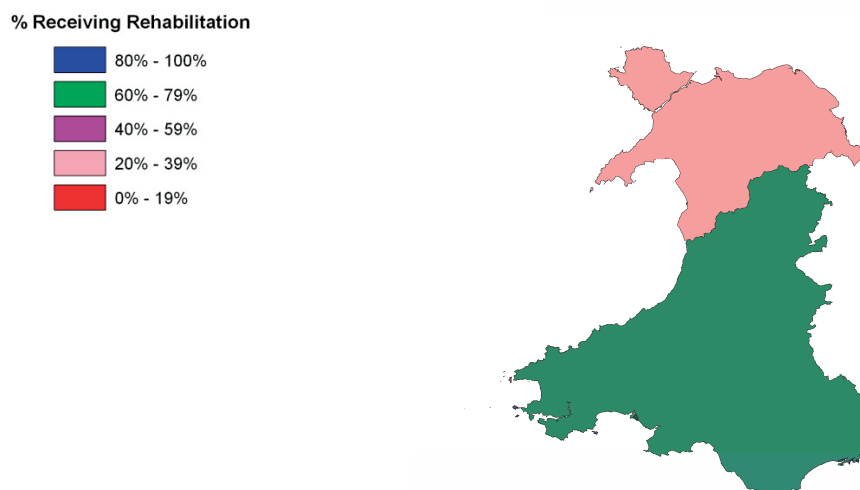 % Receiving Rehabilitation
80% - 100%
60% - 79%
40% - 59%
20% - 39%
0% - 19%